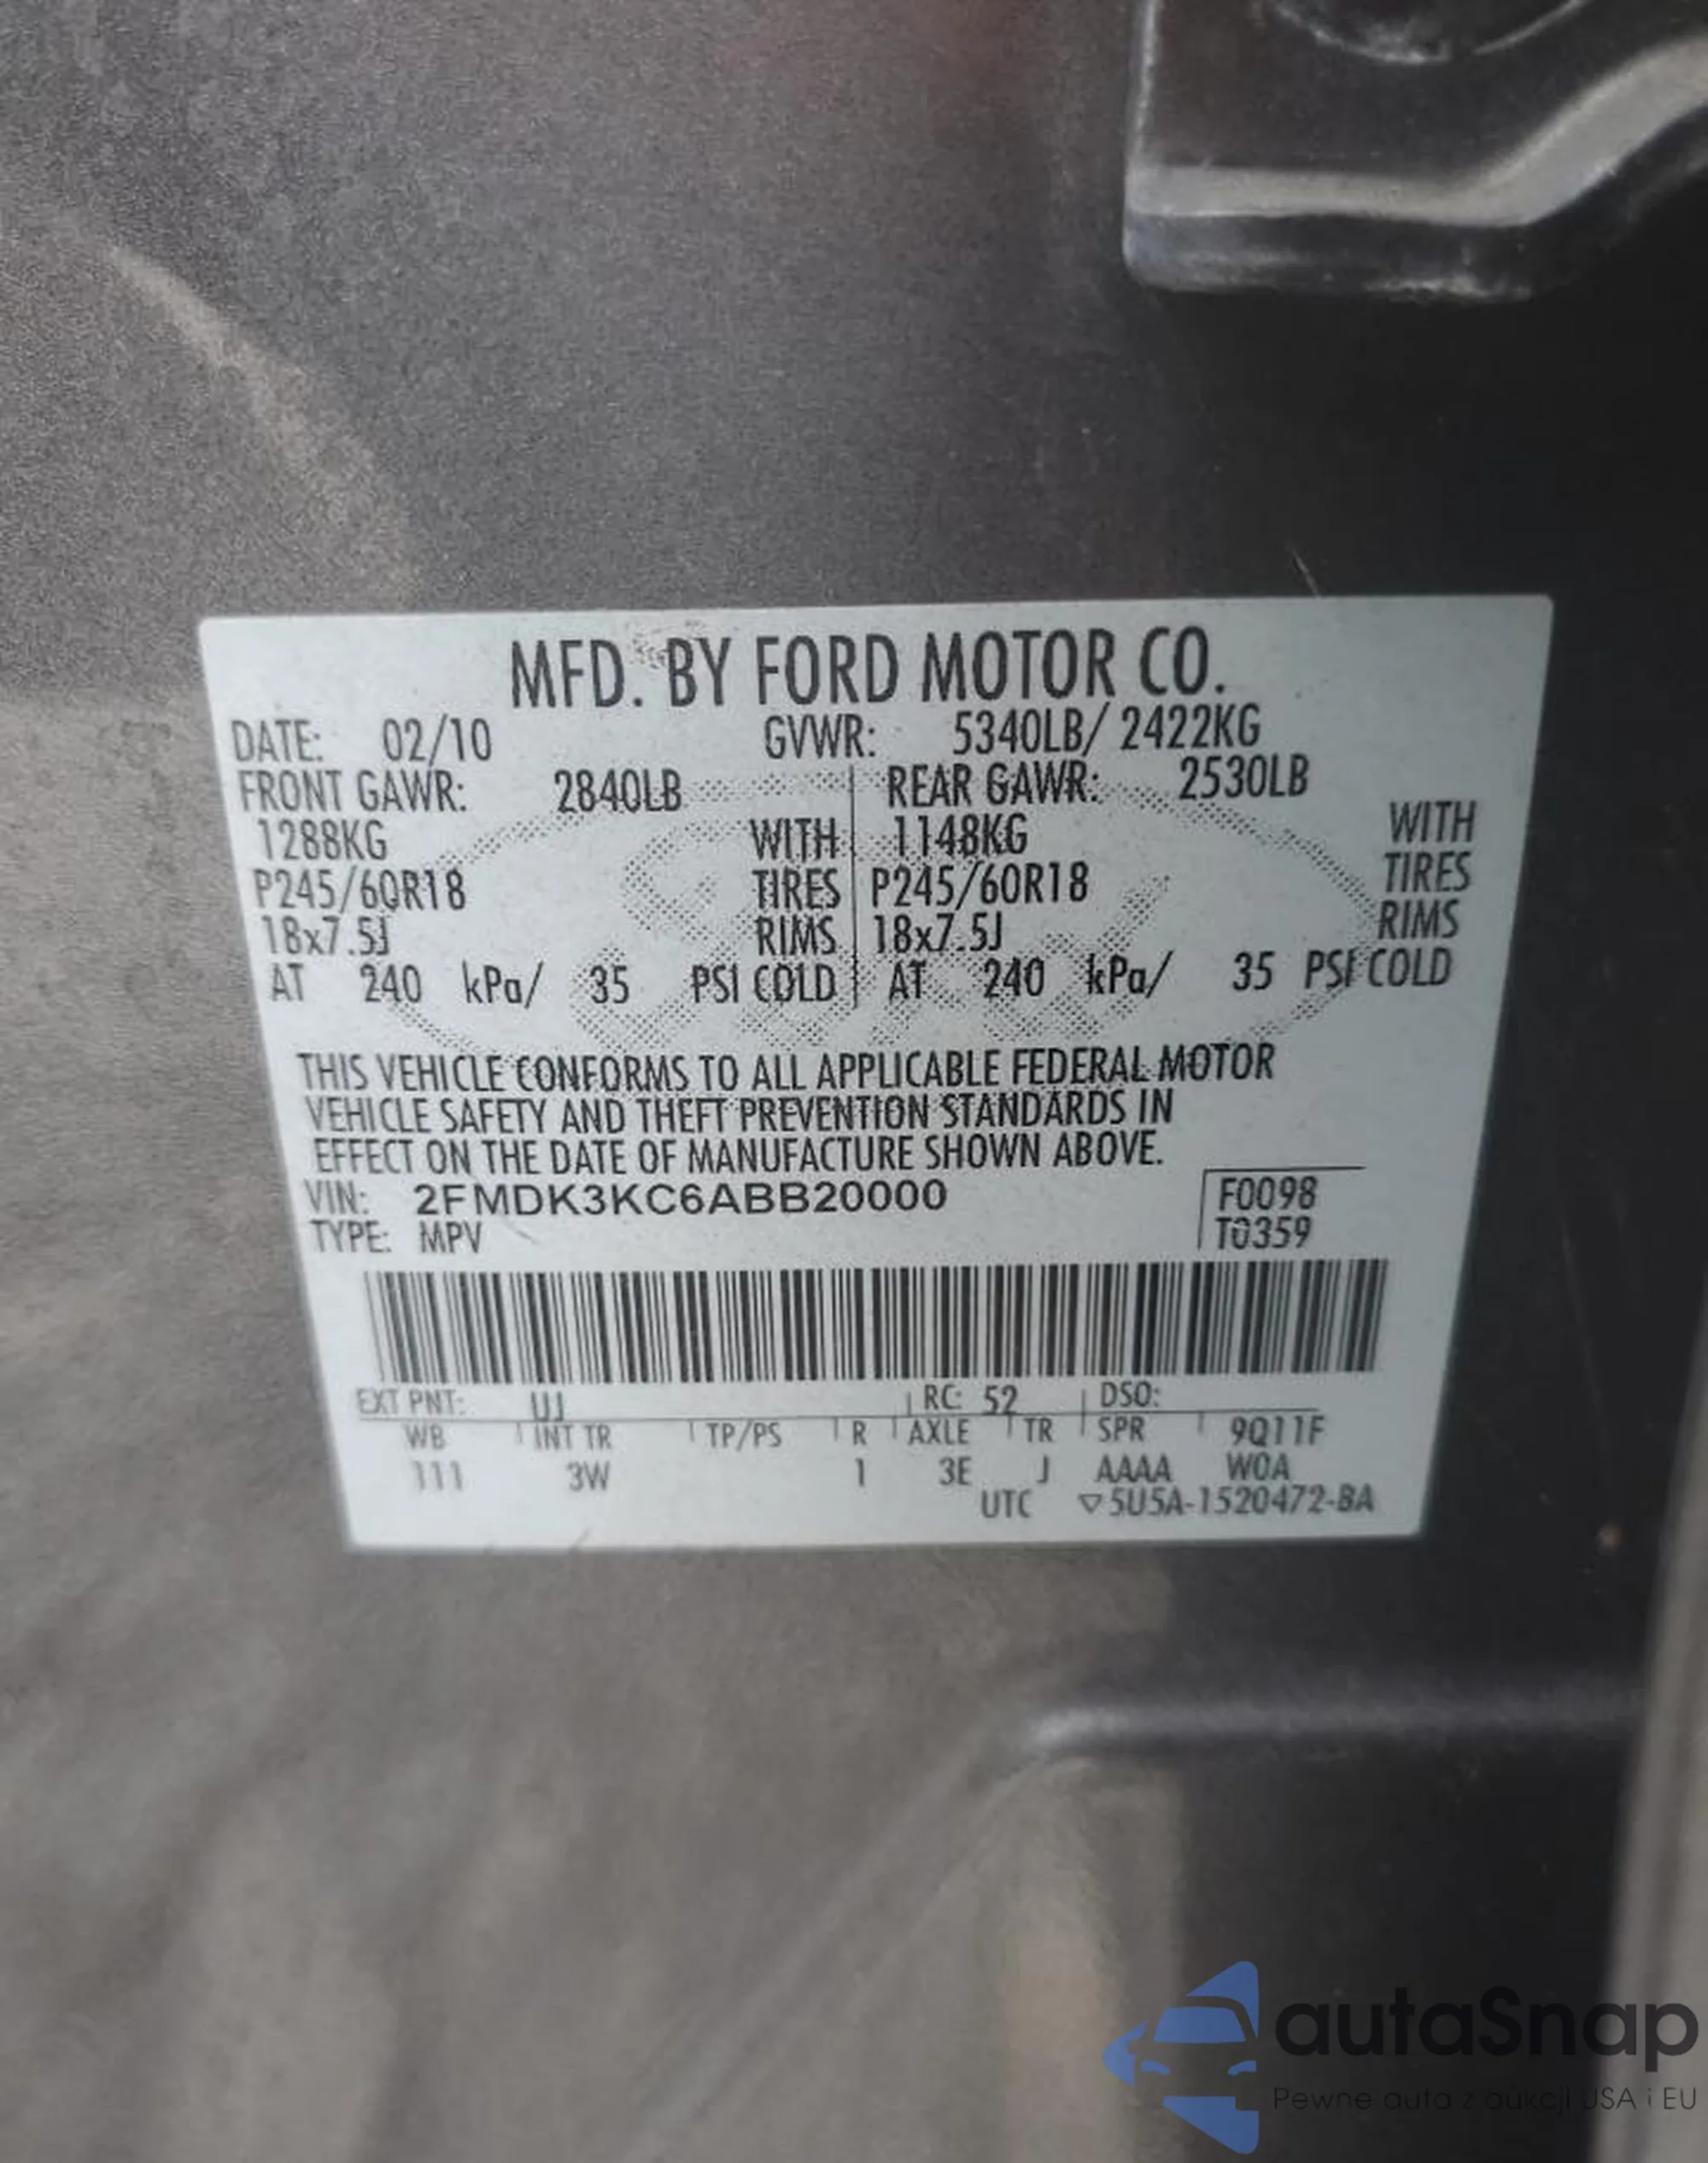 MFD. BY FORD MOTOR CO.
DATE: 02/10 GVWR: 5340LB/ 2422KG
FRONT GAWR: 2840LB REAR GAWR: 2530LB
1288KG WITH 1148KG WITH
P245/60R18 TIRES P245/60R18 TIRES
18x7.5J RIMS 18x7.5J RIMS
AT 240 kPa/ 35 PSI COLD AT 240 kPa/ 35 PSI COLD
THIS VEHICLE CONFORMS TO ALL APPLICABLE FEDERAL MOTOR
VEHICLE SAFETY AND THEFT PREVENTION STANDARDS IN
EFFECT ON THE DATE OF MANUFACTURE SHOWN ABOVE.
VIN: 2FMDK3KC6ABB20000 F0098
TYPE: MPV T0359
EXT PNT: UJ RC: 52 DSO:
WB INT TR TP/PS R AXLE TR SPR 9Q11F
111 3W 1 3E J AAAA W0A
UTC ▽5U5A-1520472-BA
autaSnap
Pewne auta z aukcji USA i EU